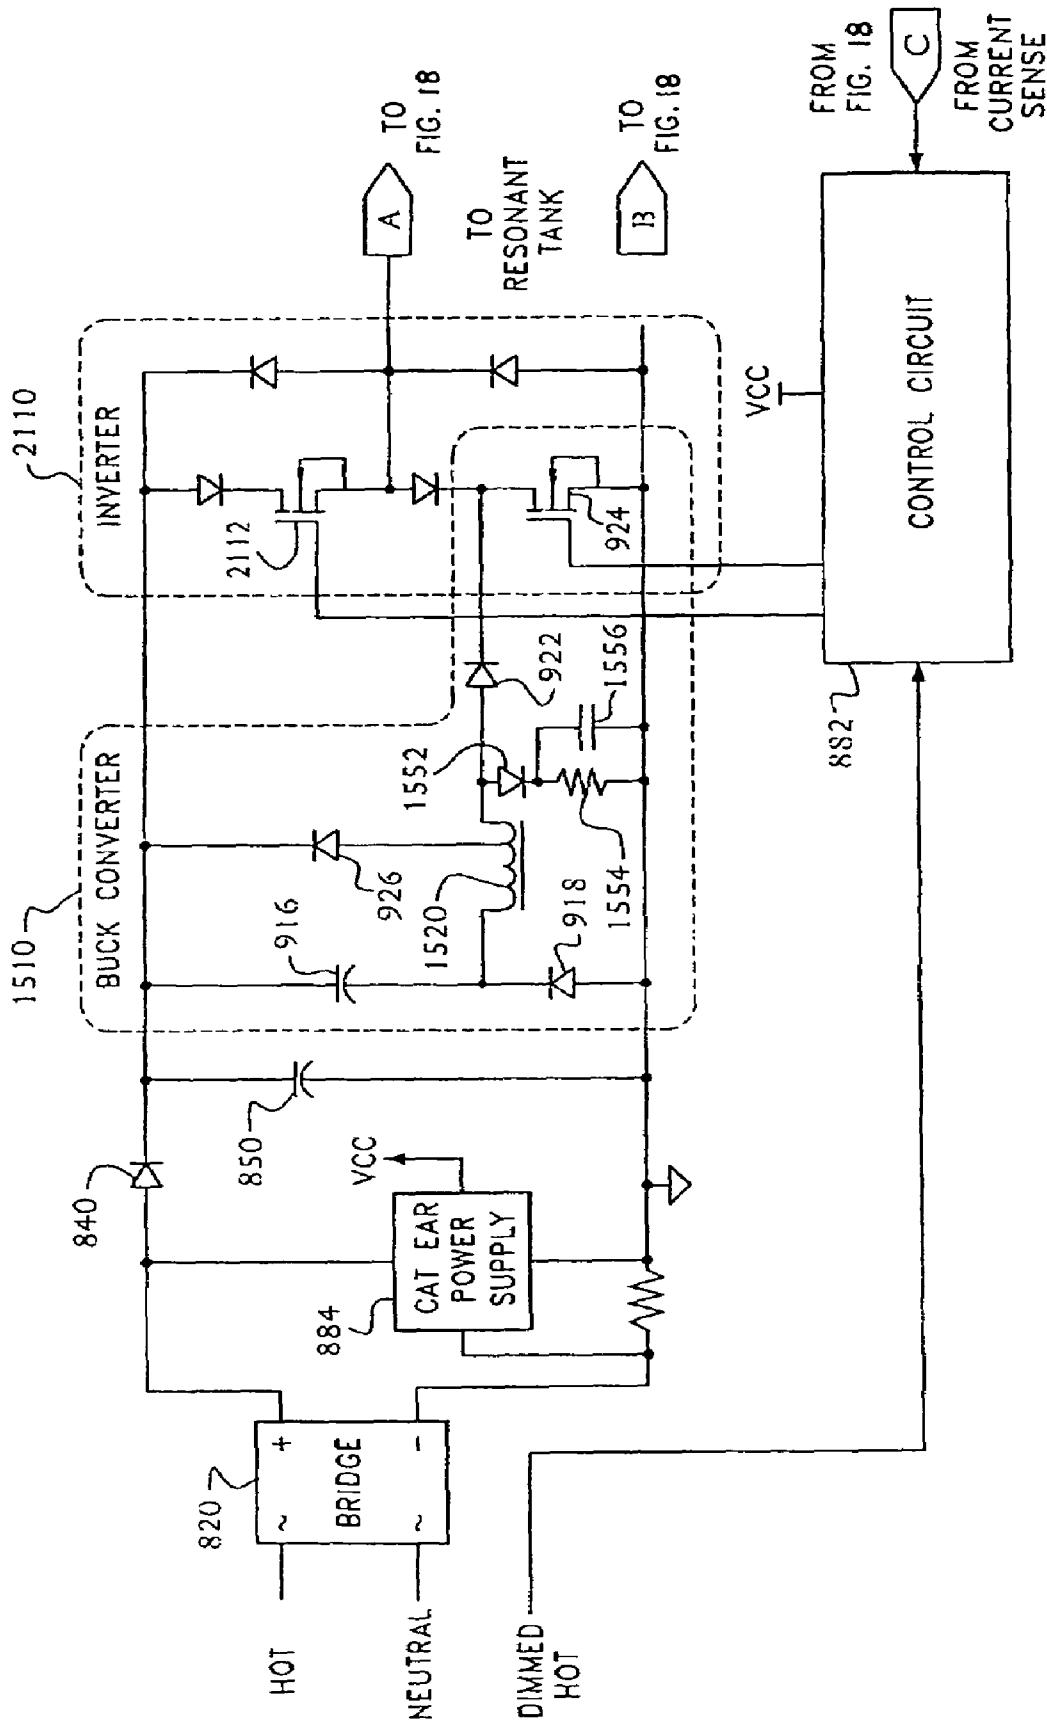 HOT
NEUTRAL
DIMMED
HOT
820
~
+
~
−
BRIDGE
884
CAT EAR
POWER
SUPPLY
VCC
840
850
1510
BUCK CONVERTER
916
926
1520
918
1552
1554
922
1556
2110
INVERTER
2112
924
A
TO
FIG. 18
TO
RESONANT
TANK
B
TO
FIG. 18
VCC
882
CONTROL CIRCUIT
FROM
FIG. 18
C
FROM
CURRENT
SENSE